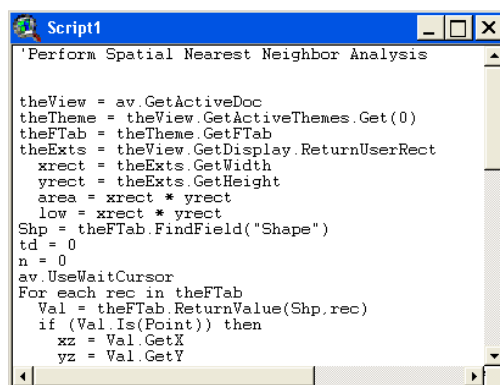 Script1
'Perform Spatial Nearest Neighbor Analysis
theView = av.GetActiveDoc
theTheme = theView.GetActiveThemes.Get(0)
theFTab = theTheme.GetFTab
theExts = theView.GetDisplay.ReturnUserRect
xrect = theExts.GetWidth
yrect = theExts.GetHeight
area = xrect * yrect
low = xrect * yrect
Shp = theFTab.FindField("Shape")
td = 0
n = 0
av.UseWaitCursor
For each rec in theFTab
Val = theFTab.ReturnValue(Shp,rec)
if (Val.Is(Point)) then
xz = Val.GetX
yz = Val.GetY